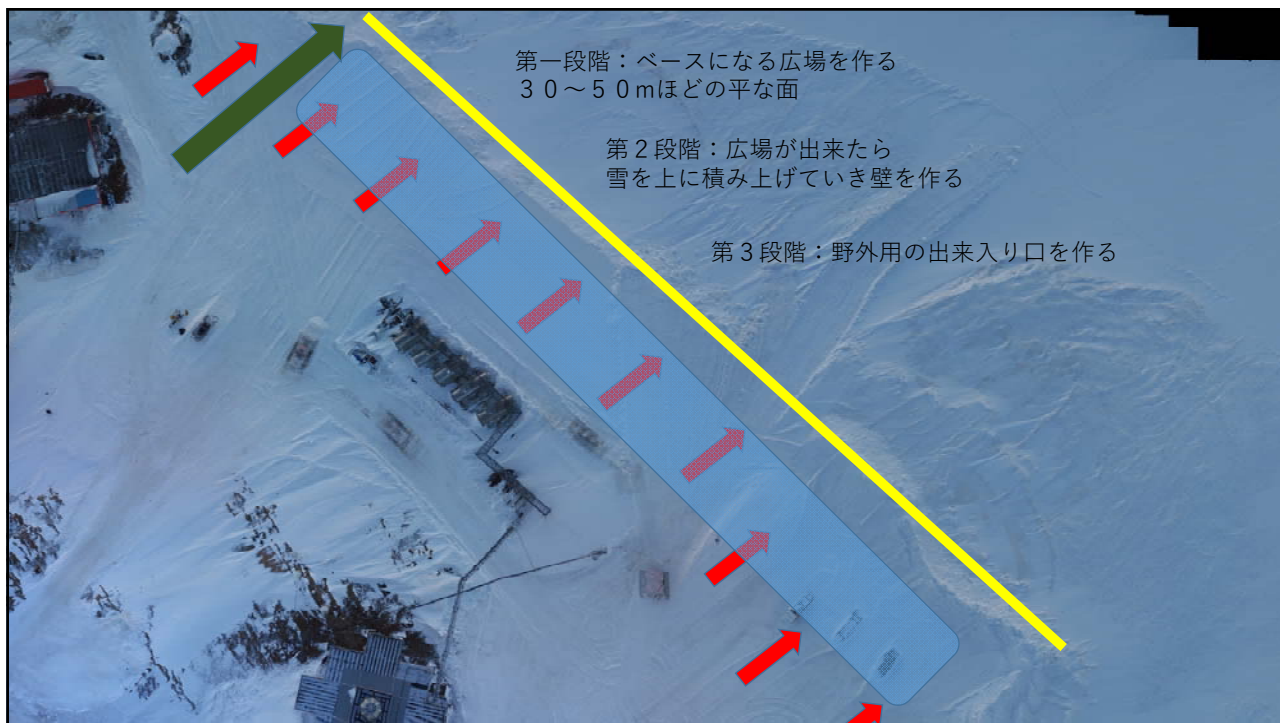 第一段階：ベースになる広場を作る
３０～５０ｍほどの平な面
第２段階：広場が出来たら
雪を上に積み上げていき壁を作る
第３段階：野外用の出来入り口を作る